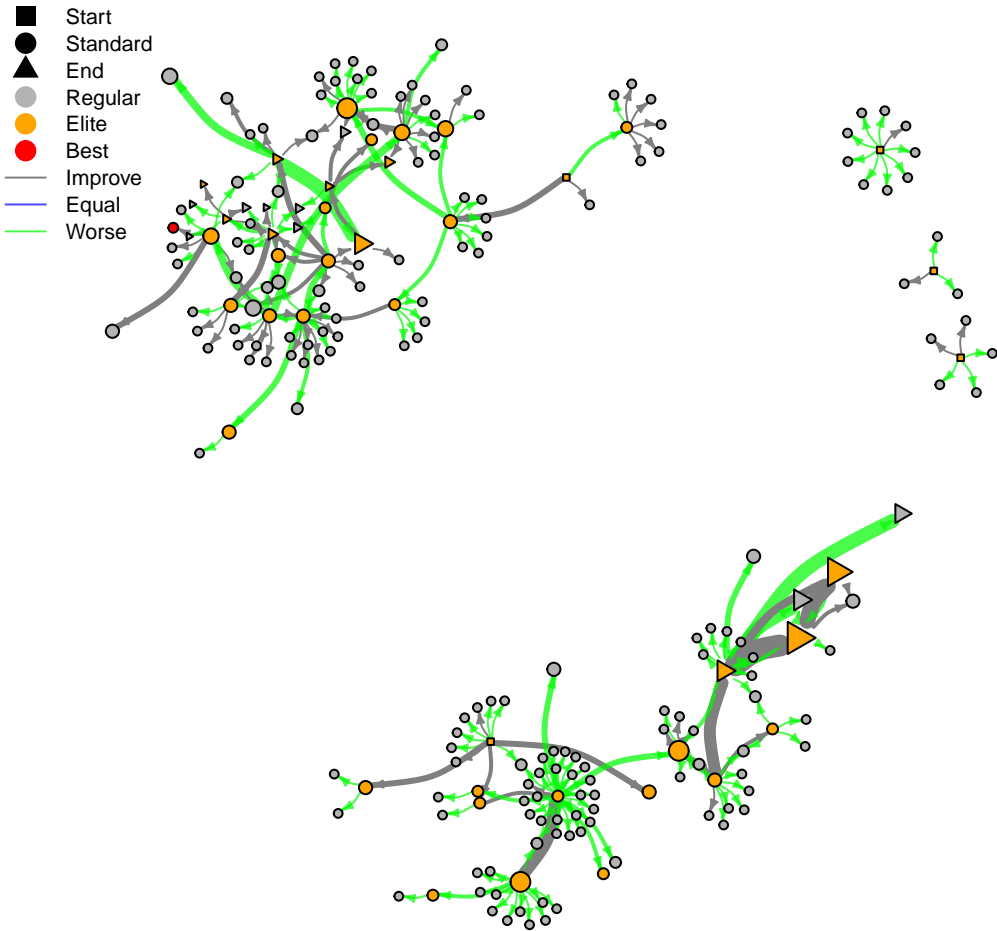 Start
Standard
End
Regular
Elite
Best
Improve
Equal
Worse